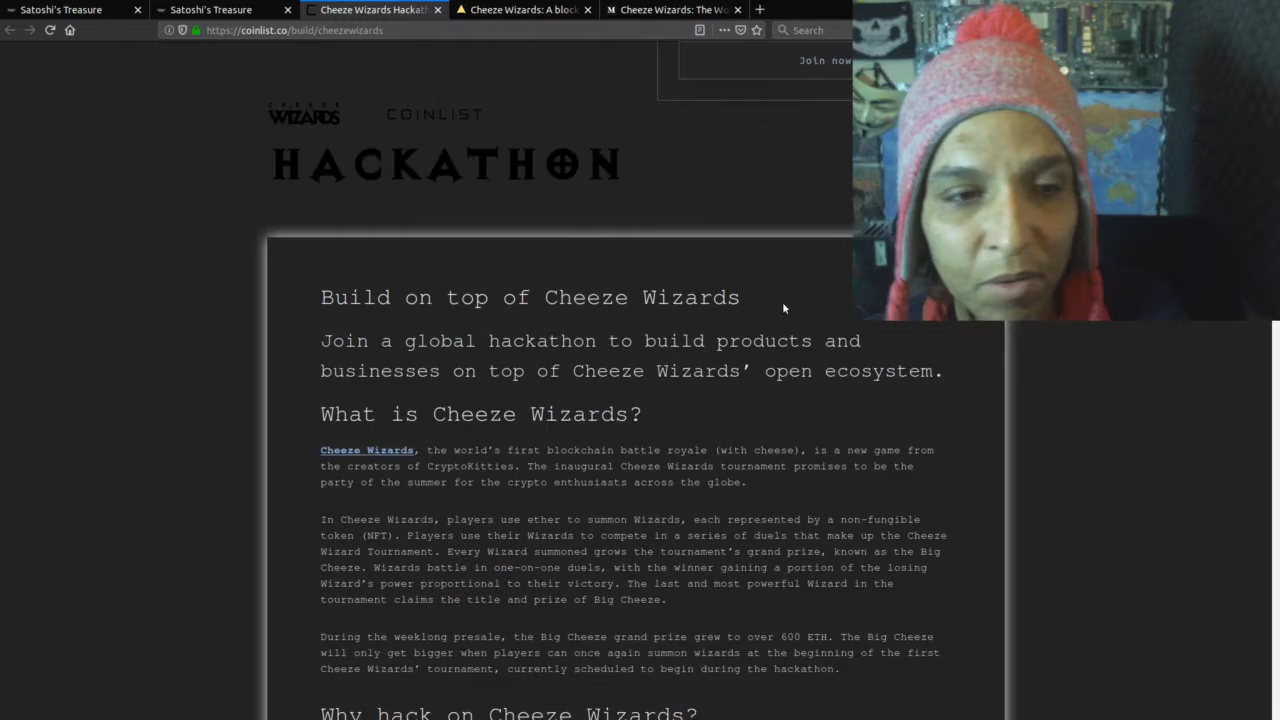 Satoshi's Treasure
Satoshi's Treasure
Cheeze Wizards Hackath
Cheeze Wizards: A block
Cheeze Wizards: The Wo
https://coinlist.co/build/cheezewizards
Search
Join now
CHEEZE
WIZARDS
COINLIST
HACKATHON
Build on top of Cheeze Wizards
Join a global hackathon to build products and
businesses on top of Cheeze Wizards’ open ecosystem.
What is Cheeze Wizards?
Cheeze Wizards, the world’s first blockchain battle royale (with cheese), is a new game from
the creators of CryptoKitties. The inaugural Cheeze Wizards tournament promises to be the
party of the summer for the crypto enthusiasts across the globe.
In Cheeze Wizards, players use ether to summon Wizards, each represented by a non-fungible
token (NFT). Players use their Wizards to compete in a series of duels that make up the Cheeze
Wizard Tournament. Every Wizard summoned grows the tournament’s grand prize, known as the Big
Cheeze. Wizards battle in one-on-one duels, with the winner gaining a portion of the losing
Wizard’s power proportional to their victory. The last and most powerful Wizard in the
tournament claims the title and prize of Big Cheeze.
During the weeklong presale, the Big Cheeze grand prize grew to over 600 ETH. The Big Cheeze
will only get bigger when players can once again summon wizards at the beginning of the first
Cheeze Wizards’ tournament, currently scheduled to begin during the hackathon.
Why hack on Cheeze Wizards?